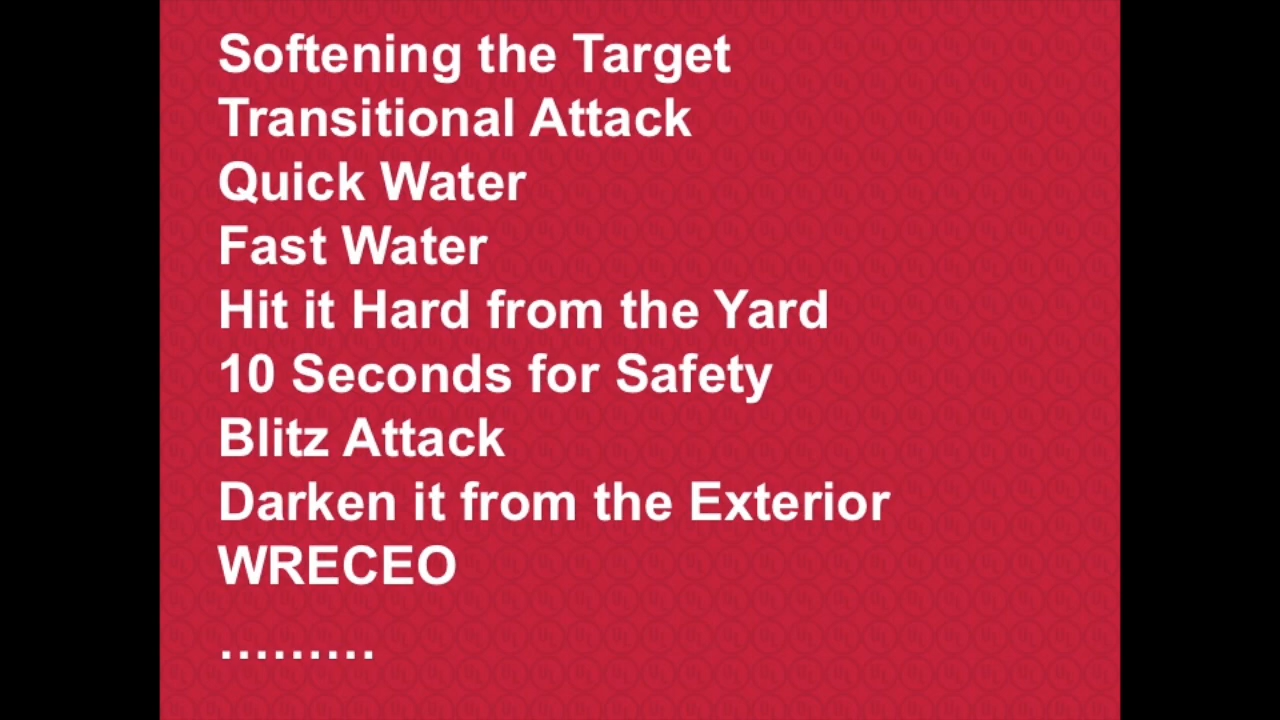 Softening the Target
Transitional Attack
Quick Water
Fast Water
Hit it Hard from the Yard
10 Seconds for Safety
Blitz Attack
Darken it from the Exterior
WRECEO
.........